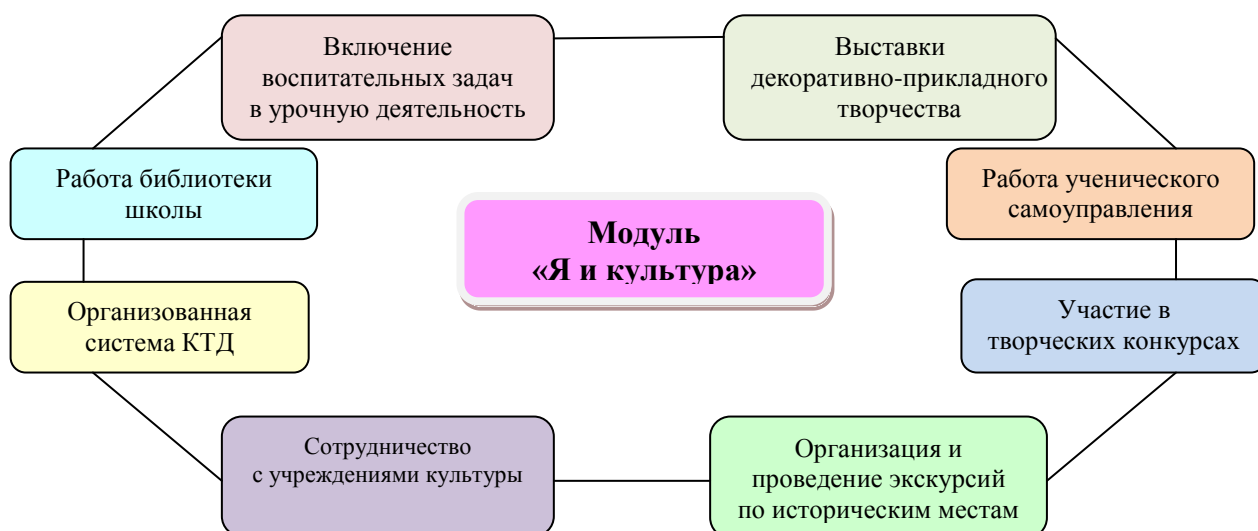 Включение
воспитательных задач
в урочную деятельность
Выставки
декоративно-прикладного
творчества
Работа библиотеки
школы
Работа ученического
самоуправления
Модуль
«Я и культура»
Организованная
система КТД
Участие в
творческих конкурсах
Сотрудничество
с учреждениями культуры
Организация и
проведение экскурсий
по историческим местам